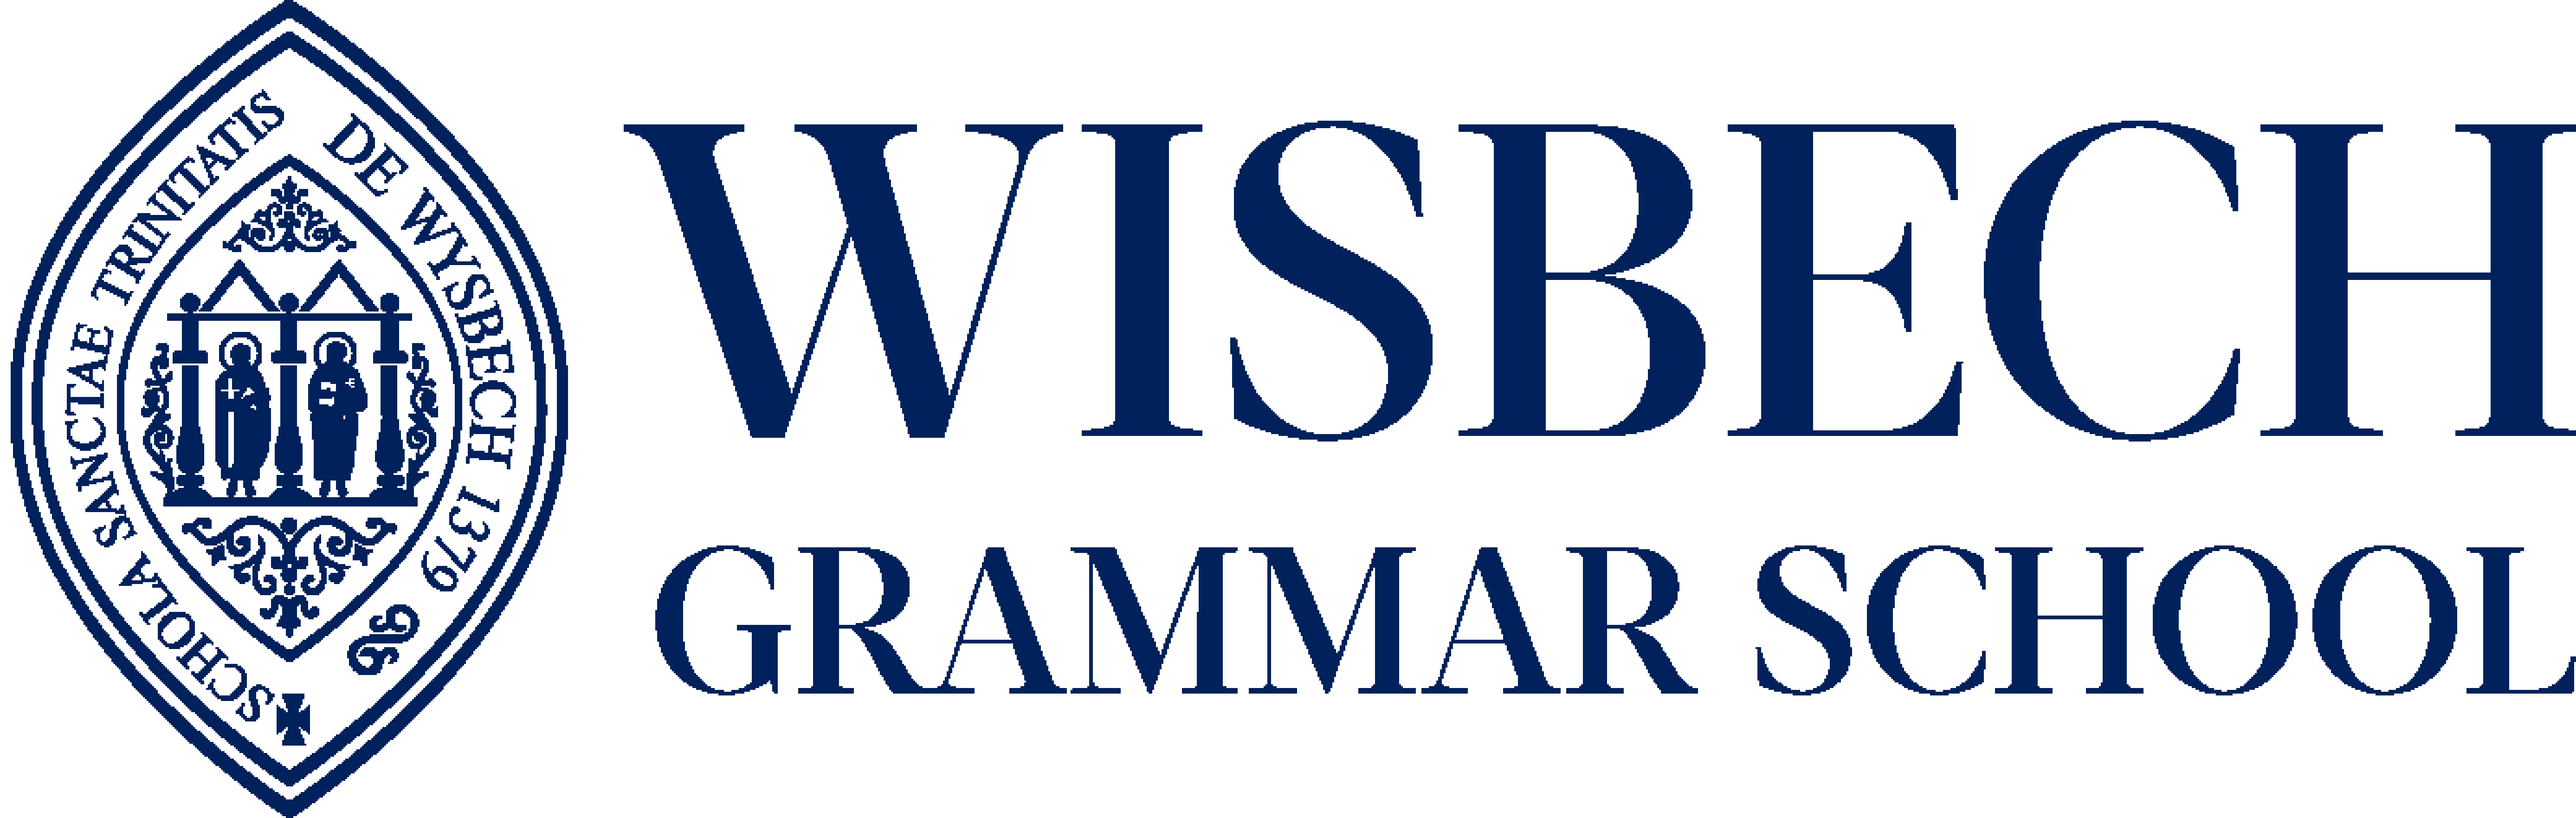 SCHOLA SANCTAE TRINITATIS DE WYSBECH 1379
WISBECH
GRAMMAR SCHOOL